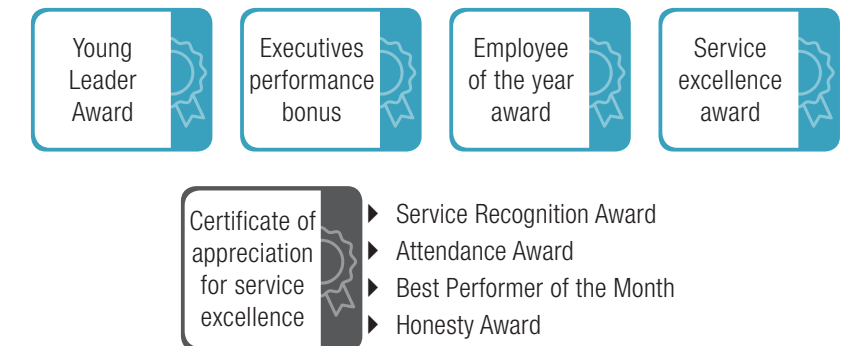 Young
Leader
Award
Executives
performance
bonus
Employee
of the year
award
Service
excellence
award
Certificate of
appreciation
for service
excellence
Service Recognition Award
Attendance Award
Best Performer of the Month
Honesty Award